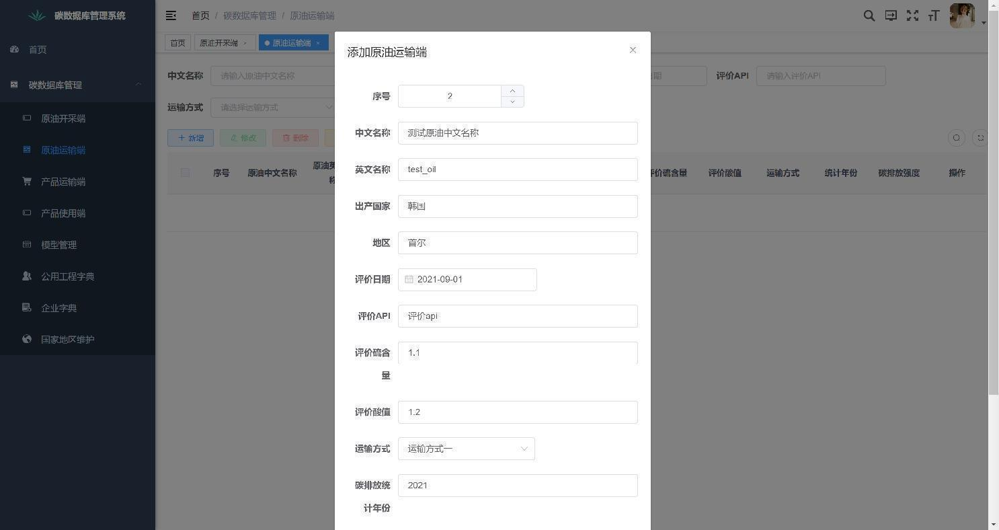 碳数据库管理系统
首页 / 碳数据库管理 / 原油运输端
首页
碳数据库管理
原油开采端
原油运输端
产品运输端
产品使用端
模型管理
公用工程字典
企业字典
国家地区维护
首页 原油开采端 × 原油运输端 ×
中文名称 请输入原油中文名称
日期 评价API 请输入评价API
运输方式 请选择运输方式
+ 新增 修改 删除
序号 原油中文名称 原油英
称
评价硫含量 评价酸值 运输方式 统计年份 碳排放强度 操作
添加原油运输端
序号 2
中文名称 测试原油中文名称
英文名称 test_oil
出产国家 韩国
地区 首尔
评价日期 2021-09-01
评价API 评价api
评价硫含 1.1
量
评价酸值 1.2
运输方式 运输方式一
碳排放统 2021
计年份